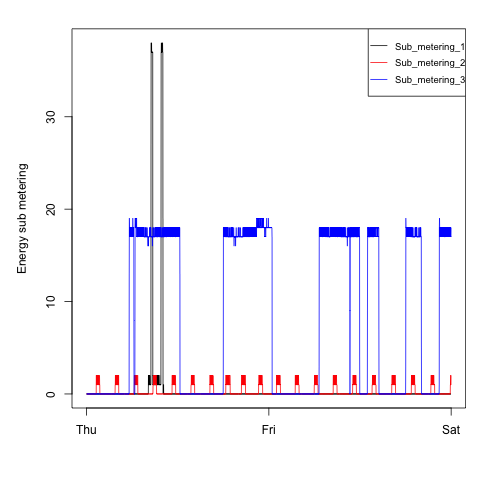 Sub_metering_1
Sub_metering_2
Sub_metering_3
Energy sub metering
30
20
10
0
Thu Fri Sat